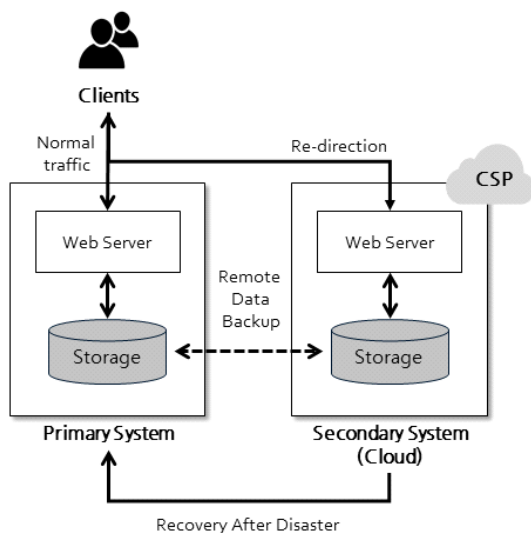 Clients
Normal
traffic
Re-direction
CSP
Web Server
Web Server
Remote
Data
Backup
Storage
Storage
Primary System
Secondary System
(Cloud)
Recovery After Disaster